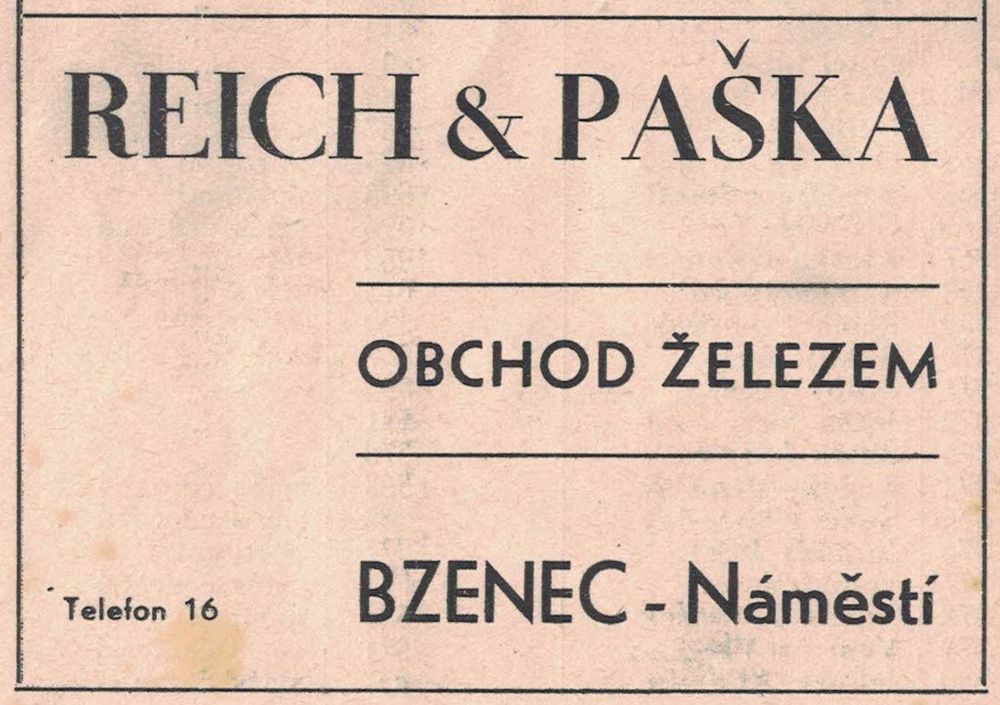 REICH & PAŠKA
OBCHOD ŽELEZEM
Telefon 16
BZENEC - Náměstí